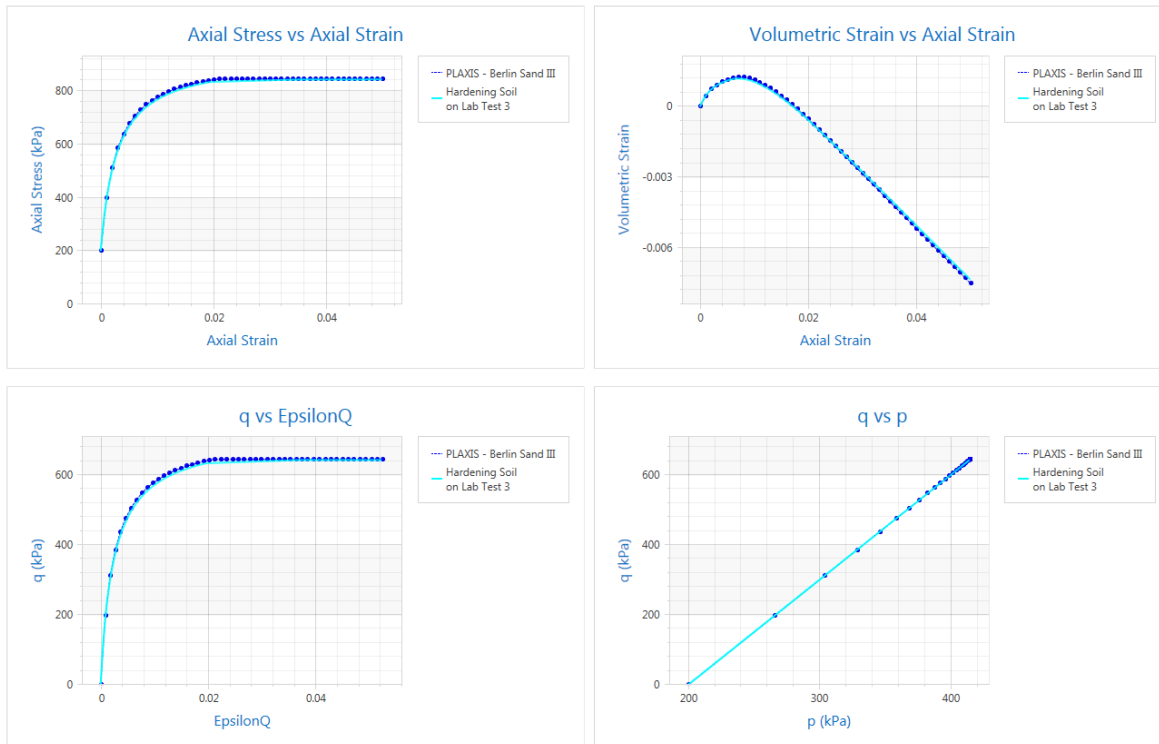 Axial Stress vs Axial Strain
PLAXIS - Berlin Sand III
Hardening Soil
on Lab Test 3
Axial Stress (kPa)
800
600
400
200
0
0
0.02
0.04
Axial Strain
Volumetric Strain vs Axial Strain
PLAXIS - Berlin Sand III
Hardening Soil
on Lab Test 3
Volumetric Strain
0
-0.003
-0.006
0
0.02
0.04
Axial Strain
q vs EpsilonQ
PLAXIS - Berlin Sand III
Hardening Soil
on Lab Test 3
q (kPa)
600
400
200
0
0
0.02
0.04
EpsilonQ
q vs p
PLAXIS - Berlin Sand III
Hardening Soil
on Lab Test 3
q (kPa)
600
400
200
0
200
300
400
p (kPa)